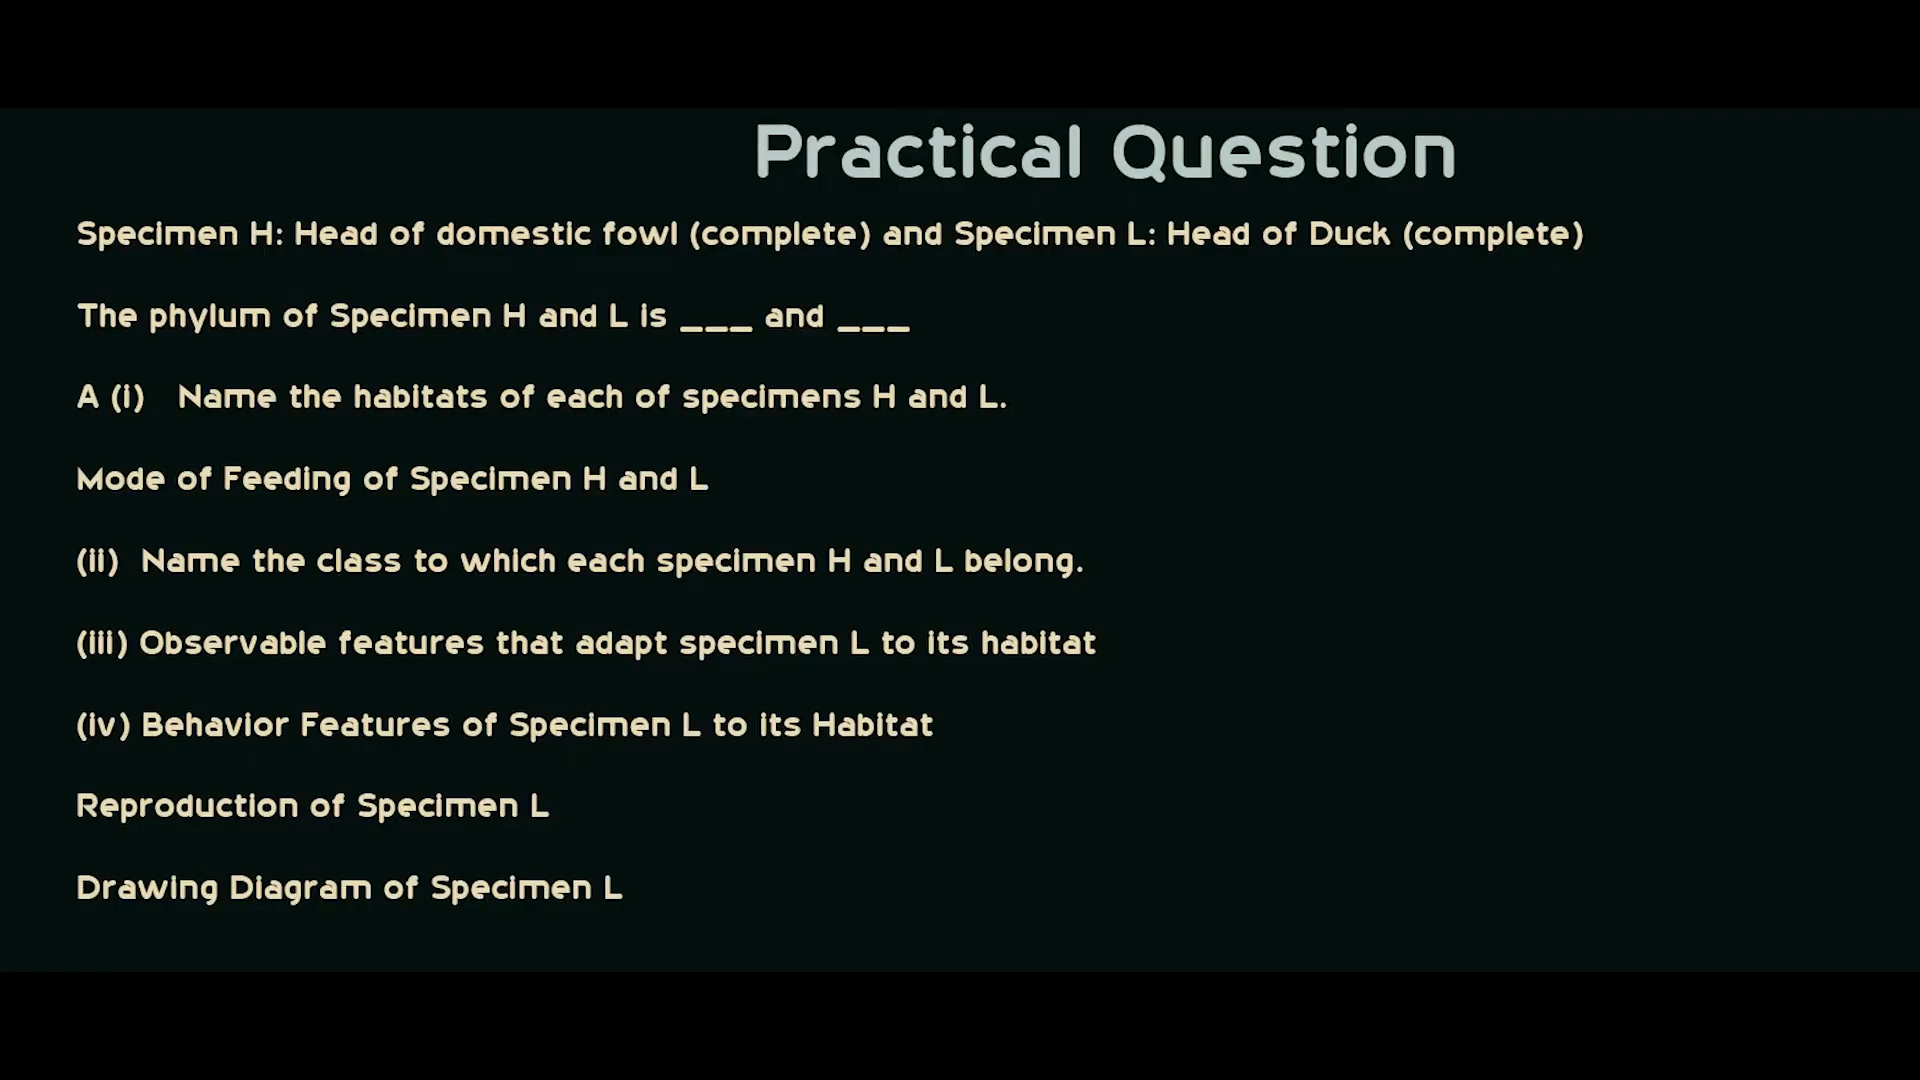 Practical Question
Specimen H: Head of domestic fowl (complete) and Specimen L: Head of Duck (complete)
The phylum of Specimen H and L is ___ and ___
A (i) Name the habitats of each of specimens H and L.
Mode of Feeding of Specimen H and L
(ii) Name the class to which each specimen H and L belong.
(iii) Observable features that adapt specimen L to its habitat
(iv) Behavior Features of Specimen L to its Habitat
Reproduction of Specimen L
Drawing Diagram of Specimen L